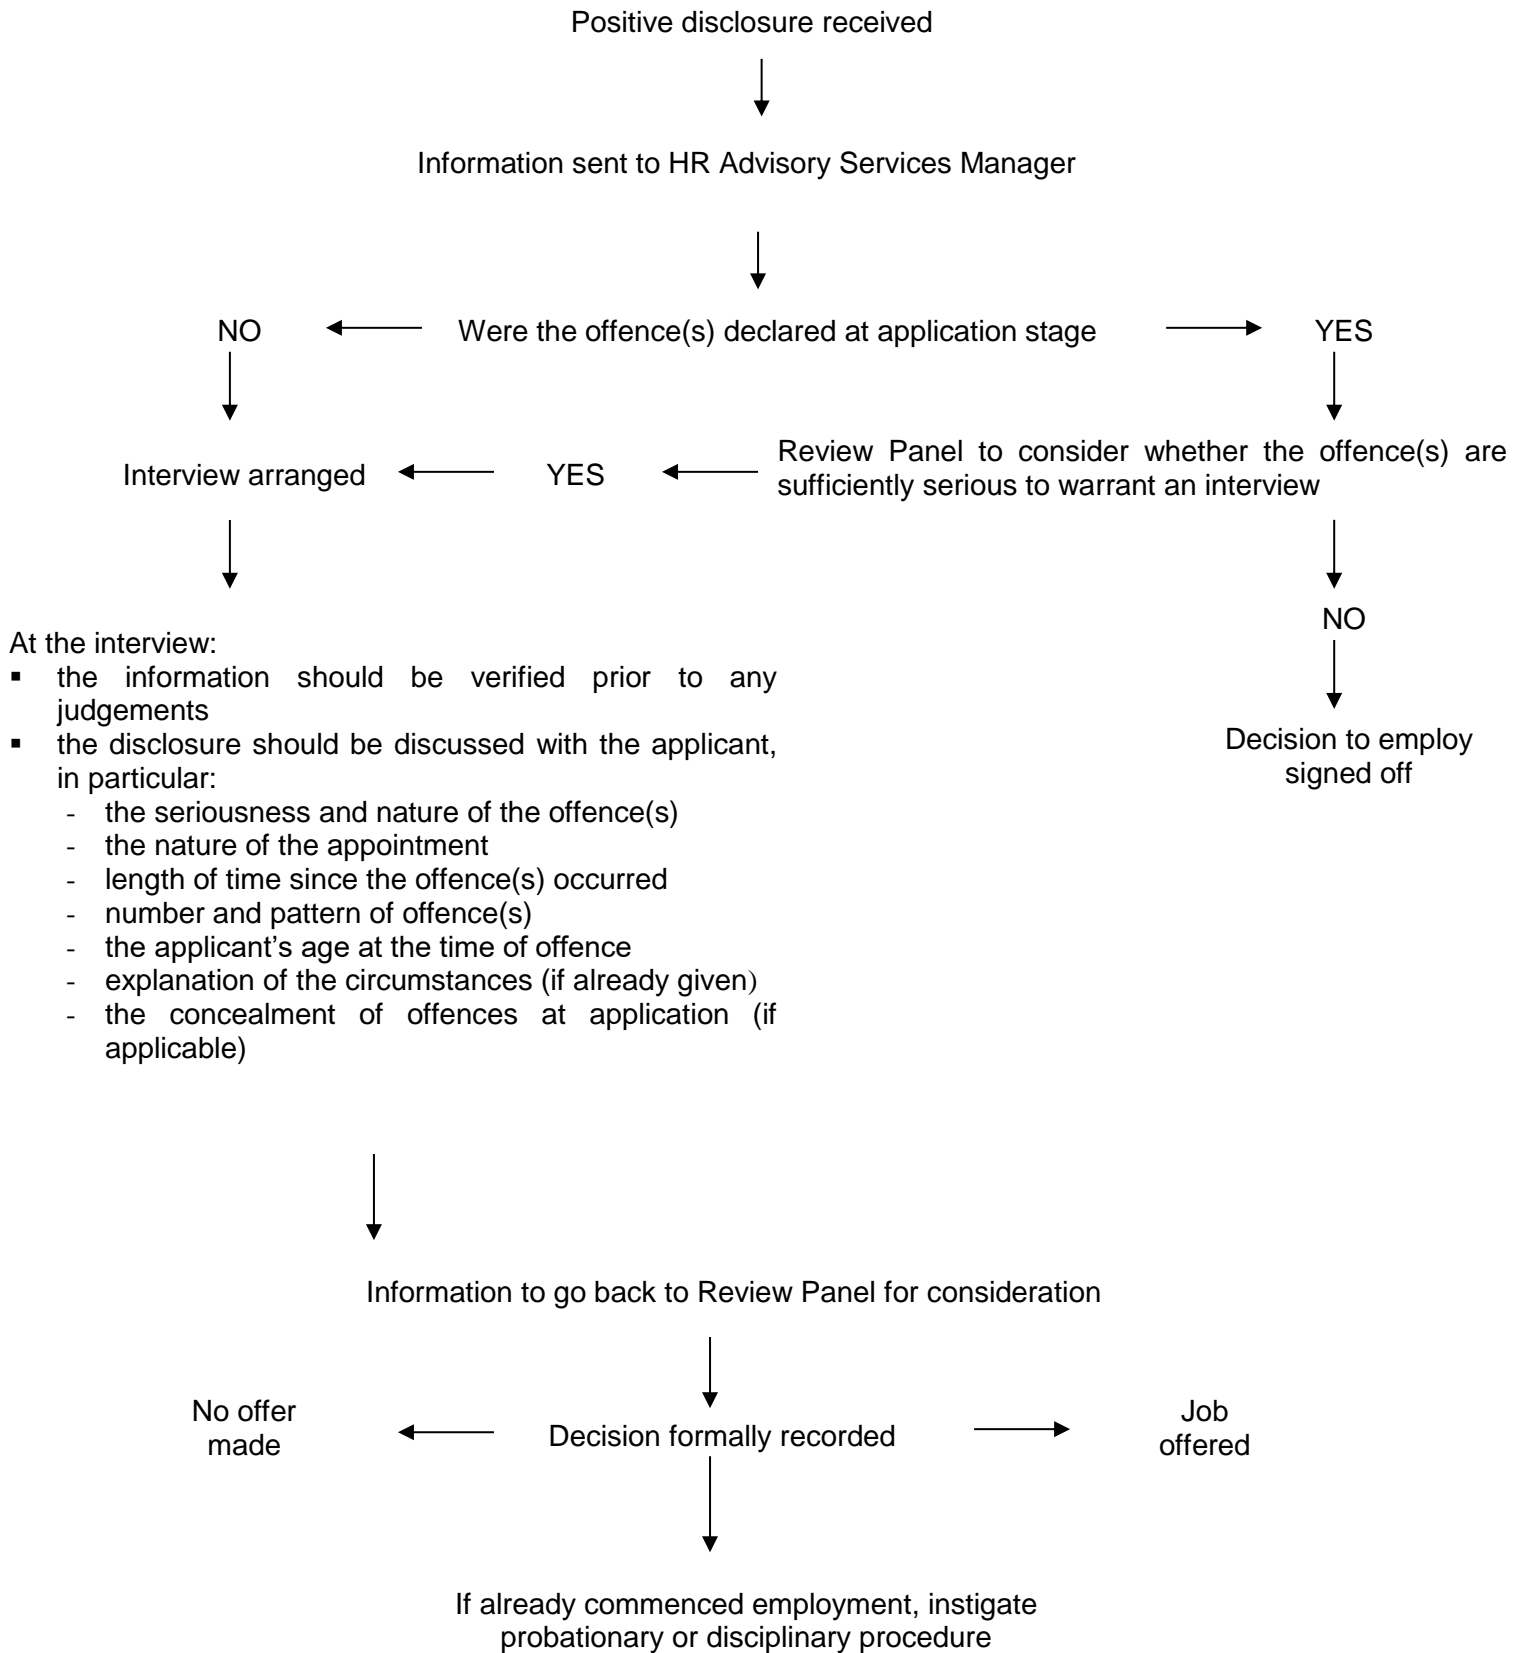 Positive disclosure received
Information sent to HR Advisory Services Manager
NO
Were the offence(s) declared at application stage
YES
Interview arranged
YES
Review Panel to consider whether the offence(s) are
sufficiently serious to warrant an interview
NO
Decision to employ
signed off
At the interview:
▪ the information should be verified prior to any
judgements
▪ the disclosure should be discussed with the applicant,
in particular:
- the seriousness and nature of the offence(s)
- the nature of the appointment
- length of time since the offence(s) occurred
- number and pattern of offence(s)
- the applicant’s age at the time of offence
- explanation of the circumstances (if already given)
- the concealment of offences at application (if
applicable)
Information to go back to Review Panel for consideration
No offer
made
Decision formally recorded
Job
offered
If already commenced employment, instigate
probationary or disciplinary procedure